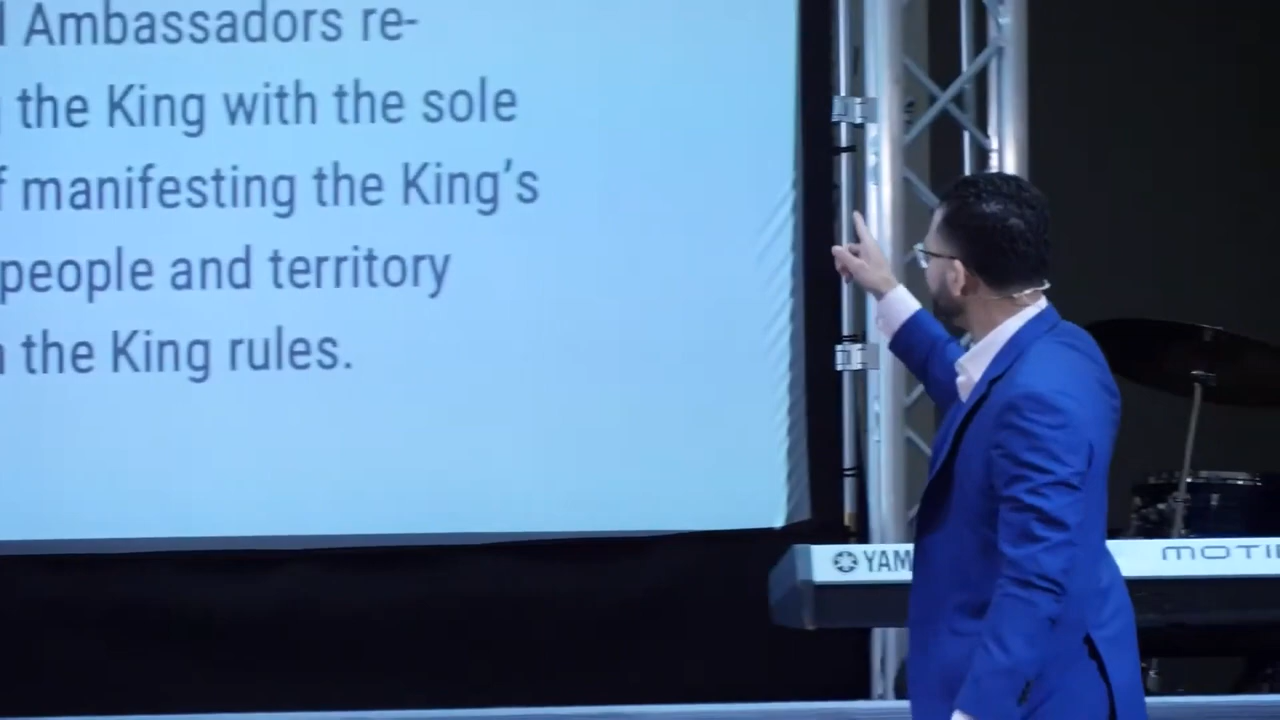 Ambassadors re-
the King with the sole
manifesting the King's
people and territory
the King rules.
YAM
MOTI